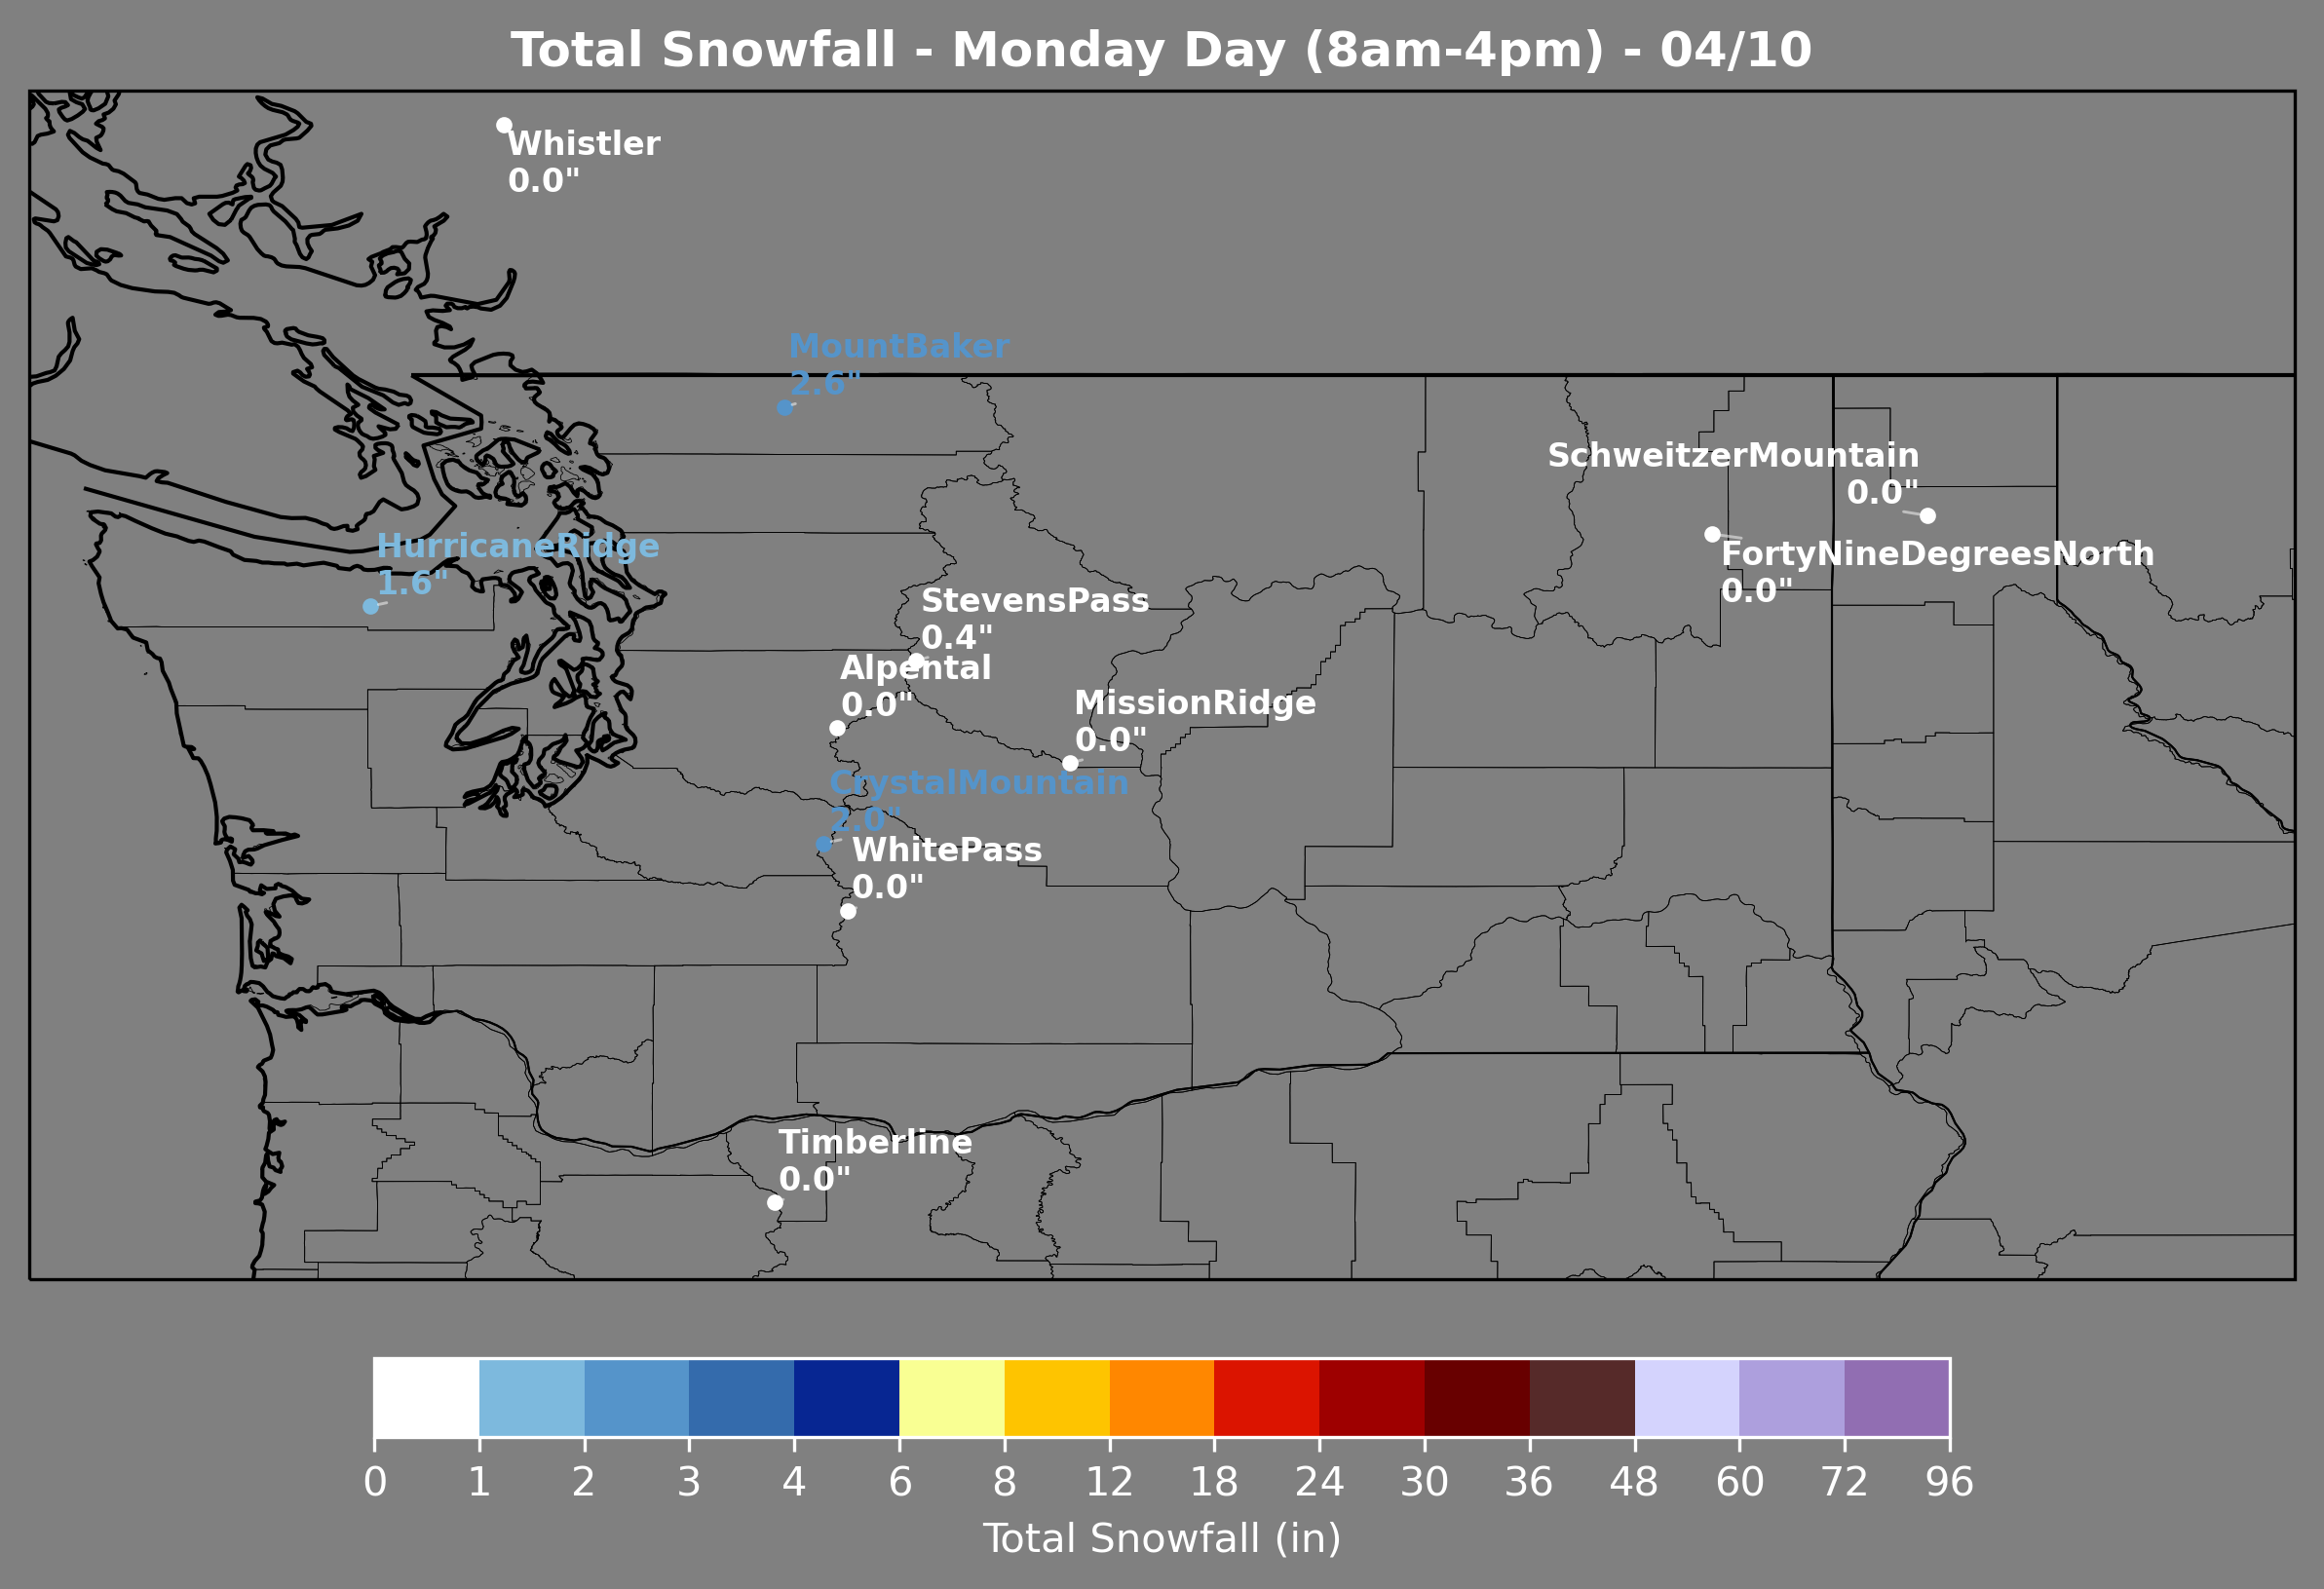 Total Snowfall - Monday Day (8am-4pm) - 04/10
Whistler
0.0"
MountBaker
2.6"
SchweitzerMountain
0.0"
HurricaneRidge
1.6"
FortyNineDegreesNorth
0.0"
StevensPass
0.4"
Alpental
0.0"
MissionRidge
0.0"
CrystalMountain
2.0"
WhitePass
0.0"
Timberline
0.0"
0 1 2 3 4 6 8 12 18 24 30 36 48 60 72 96
Total Snowfall (in)